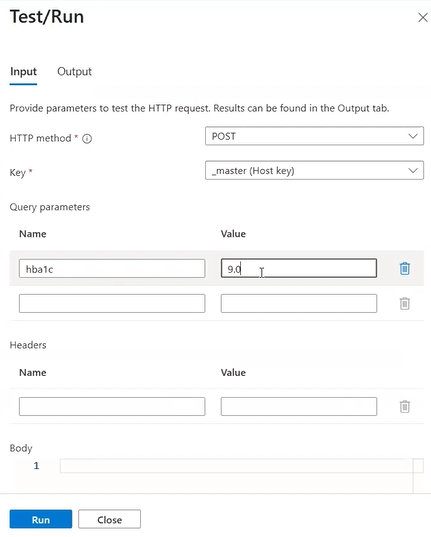 Test/Run
Input Output
Provide parameters to test the HTTP request. Results can be found in the Output tab.
HTTP method *
POST
Key *
_master (Host key)
Query parameters
Name Value
hba1c 9.0
Headers
Name Value
Body
1
Run Close